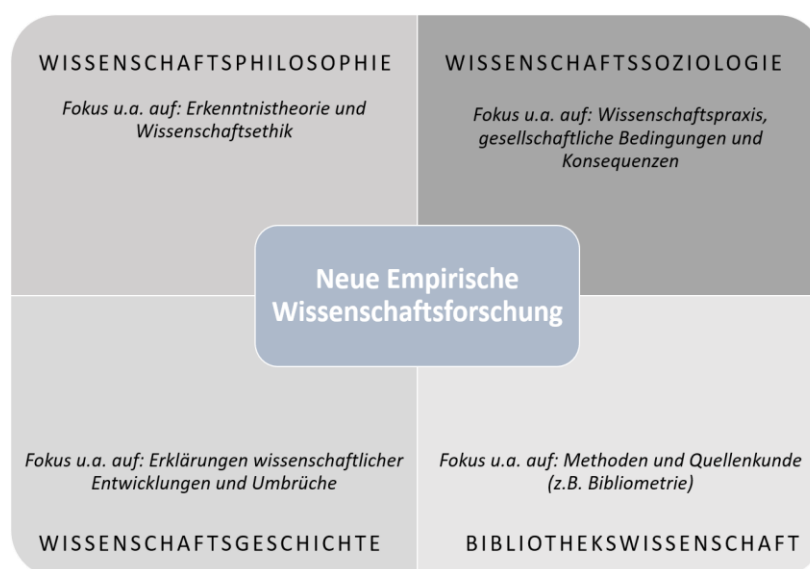 WISSENSCHAFTSPHILOSOPHIE
Fokus u.a. auf: Erkenntnistheorie und
Wissenschaftsethik
WISSENSCHAFTSSOZIOLOGIE
Fokus u.a. auf: Wissenschaftspraxis,
gesellschaftliche Bedingungen und
Konsequenzen
Neue Empirische
Wissenschaftsforschung
Fokus u.a. auf: Erklärungen wissenschaftlicher
Entwicklungen und Umbrüche
WISSENSCHAFTSGESCHICHTE
Fokus u.a. auf: Methoden und Quellenkunde
(z.B. Bibliometrie)
BIBLIOTHEKSWISSENSCHAFT